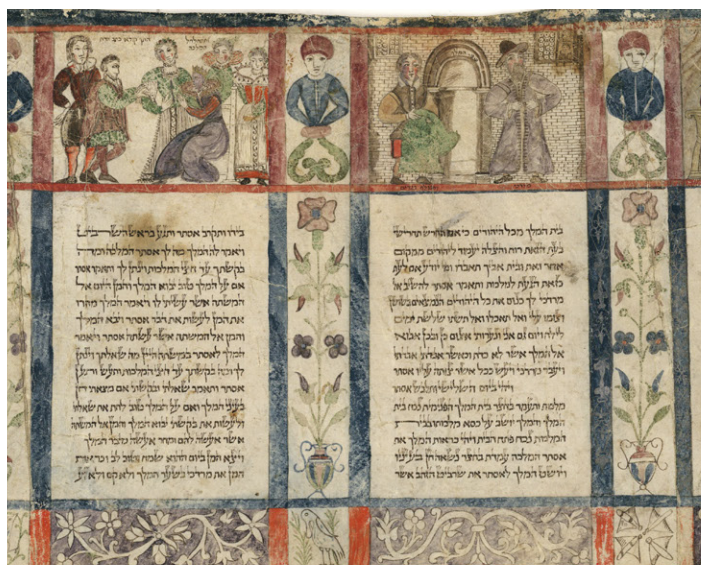 בית המלך מכל היהודים כי אם החרש תחרישי
בעת הזאת רוח והצלה יעמוד ליהודים ממקום
אחר ואת ובית אביך תאבדו ומי יודע אם לעת
כזאת הגעת למלכות ותאמר אסתר להשיב אל
מרדכי לך כנוס את כל היהודים הנמצאים בשושן
וצומו עלי ואל תאכלו ואל תשתו שלשת ימים
לילה ויום גם אני ונערתי אצום כן ובכן אבוא
אל המלך אשר לא כדת וכאשר אבדתי אבדתי
ויעבר מרדכי ויעש ככל אשר צותה עליו אסתר
ויהי ביום השלישי ותלבש אסתר
מלכות ותעמד בחצר בית המלך הפנימית נכח בית
המלך והמלך יושב על כסא מלכותו בבית
המלכות נכח פתח הבית ויהי כראות המלך את
אסתר המלכה עמדת בחצר נשאה חן בעיניו
ויושט המלך לאסתר את שרביט הזהב אשר
בידו ותקרב אסתר ותגע בראש השרביט
ויאמר לה המלך מה לך אסתר המלכה ומה
בקשתך עד חצי המלכות וינתן לך ותאמר אסתר
אם על המלך טוב יבוא המלך והמן היום אל
המשתה אשר עשיתי לו ויאמר המלך מהרו
את המן לעשות את דבר אסתר ויבא המלך
והמן אל המשתה אשר עשתה אסתר ויאמר
המלך לאסתר במשתה היין מה שאלתך וינתן
לך ומה בקשתך עד חצי המלכות ותעש ותען
אסתר ותאמר שאלתי ובקשתי אם מצאתי חן
בעיני המלך ואם על המלך טוב לתת את שאלתי
ולעשות את בקשתי יבוא המלך והמן אל המשתה
אשר אעשה להם ומחר אעשה כדבר המלך
ויצא המן ביום ההוא שמח וטוב לב וכראות
המן את מרדכי בשער המלך ולא קם ולא זע